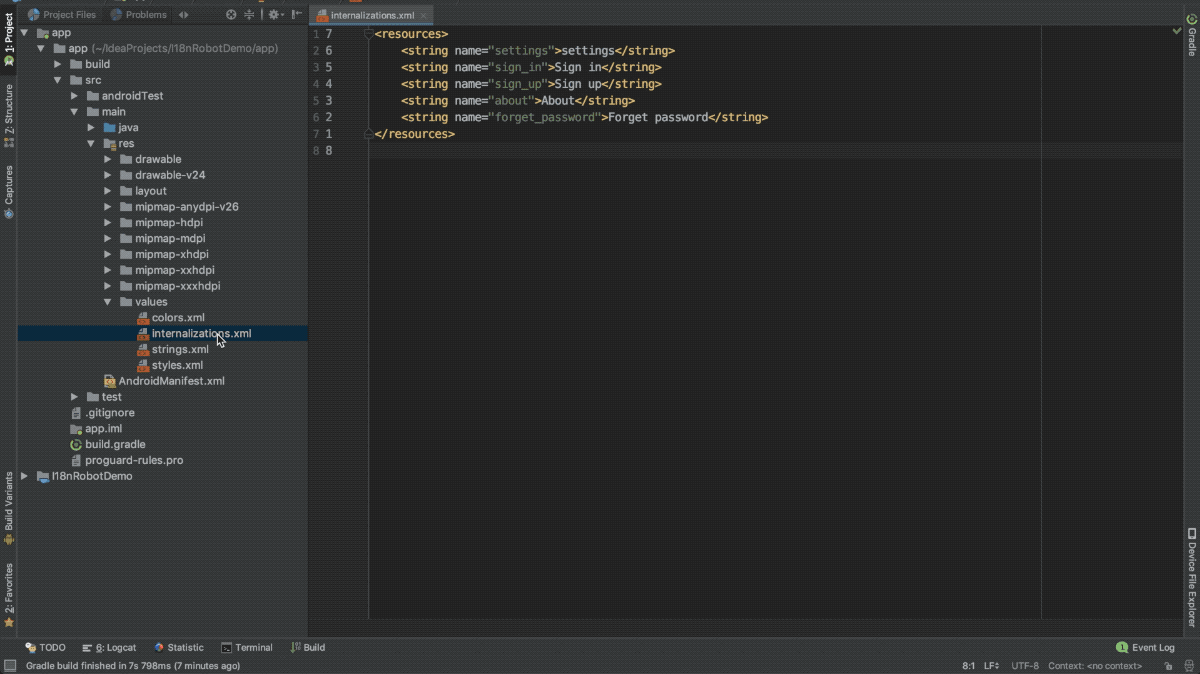 Project Files
Problems
internalizations.xml
1: Project
Z: Structure
Captures
Build Variants
2: Favorites
app
app (~/IdeaProjects/I18nRobotDemo/app)
build
src
androidTest
main
java
res
drawable
drawable-v24
layout
mipmap-anydpi-v26
mipmap-hdpi
mipmap-mdpi
mipmap-xhdpi
mipmap-xxhdpi
mipmap-xxxhdpi
values
colors.xml
internalizations.xml
strings.xml
styles.xml
AndroidManifest.xml
test
.gitignore
app.iml
build.gradle
proguard-rules.pro
I18nRobotDemo
1 7 <resources>
2 6 <string name="settings">settings</string>
3 5 <string name="sign_in">Sign in</string>
4 4 <string name="sign_up">Sign up</string>
5 3 <string name="about">About</string>
6 2 <string name="forget_password">Forget password</string>
7 1 </resources>
8 8
Gradle
Device File Explorer
TODO
6: Logcat
Statistic
Terminal
Build
1 Event Log
Gradle build finished in 7s 798ms (7 minutes ago)
8:1 LF UTF-8 Context: <no context>